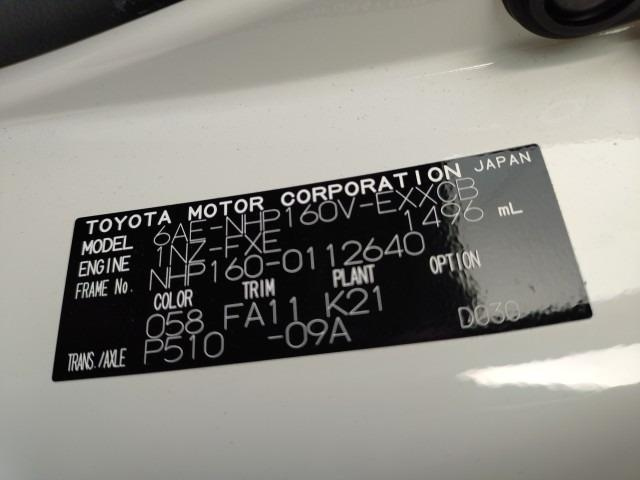 TOYOTA MOTOR CORPORATION JAPAN
MODEL 6AE-NHP160V-EXXCB
ENGINE 1NZ-FXE 1496 mL
FRAME No. NHP160-0112640
COLOR TRIM PLANT OPTION
058 FA11 K21
TRANS./AXLE P510 -09A D030